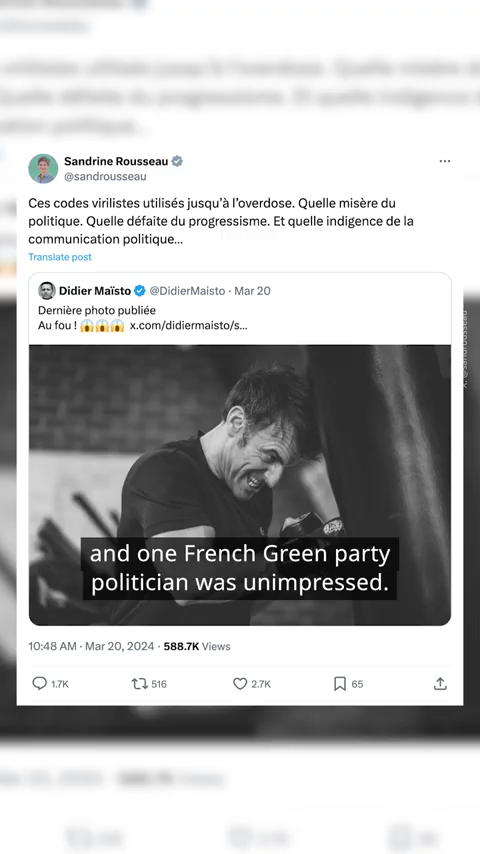 Sandrine Rousseau
@sandrousseau
Ces codes virilistes utilisés jusqu'à l'overdose. Quelle misère du
politique. Quelle défaite du progressisme. Et quelle indigence de la
communication politique...
Translate post
Didier Maïsto @DidierMaisto · Mar 20
Dernière photo publiée
Au fou ! 😱😱😱 x.com/didiermaisto/s...
X: @sandrousseau
and one French Green party
politician was unimpressed.
10:48 AM · Mar 20, 2024 · 588.7K Views
1.7K 516 2.7K 65